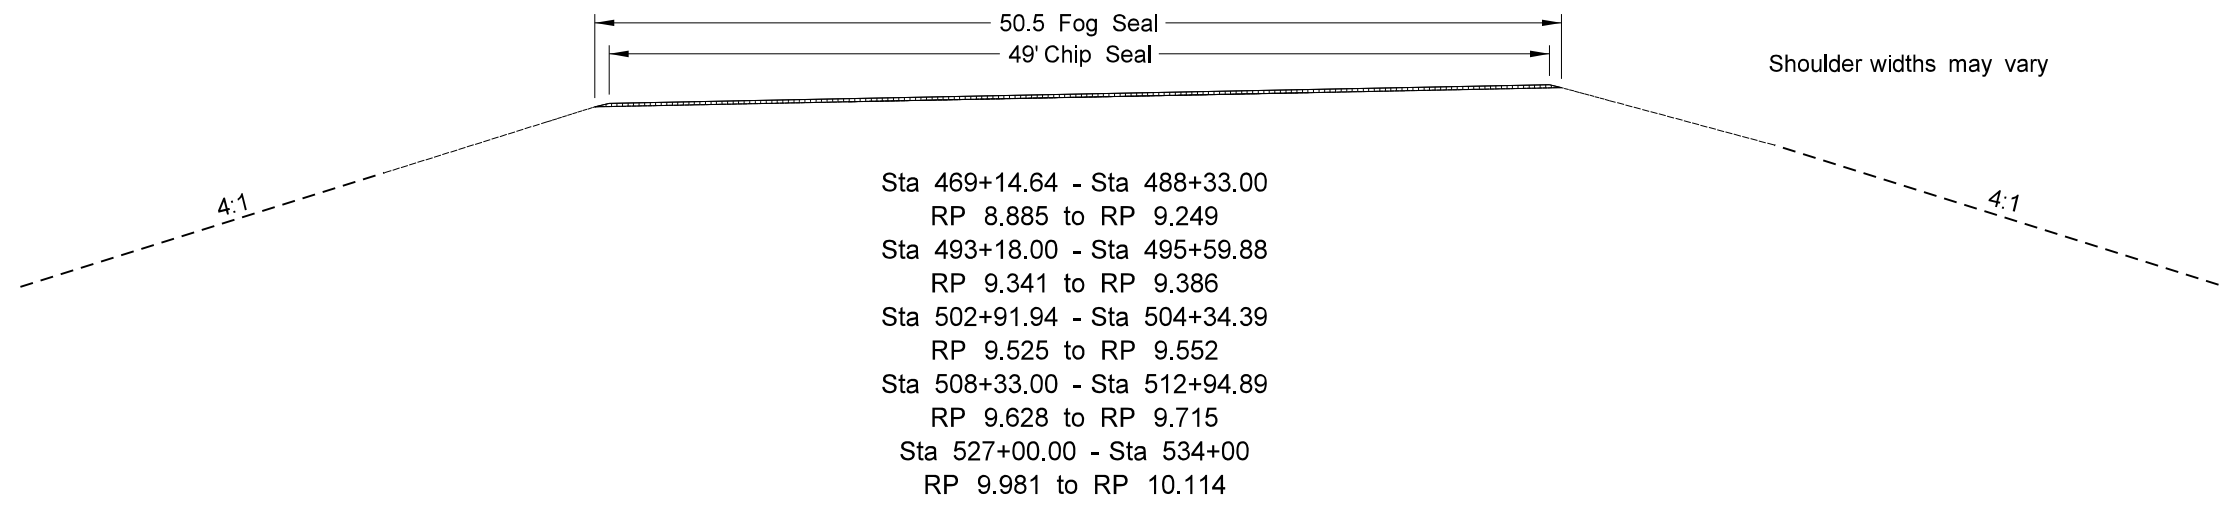 50.5 Fog Seal
49' Chip Seal
Shoulder widths may vary
4:1
4:1
Sta 469+14.64 - Sta 488+33.00
RP 8.885 to RP 9.249
Sta 493+18.00 - Sta 495+59.88
RP 9.341 to RP 9.386
Sta 502+91.94 - Sta 504+34.39
RP 9.525 to RP 9.552
Sta 508+33.00 - Sta 512+94.89
RP 9.628 to RP 9.715
Sta 527+00.00 - Sta 534+00
RP 9.981 to RP 10.114